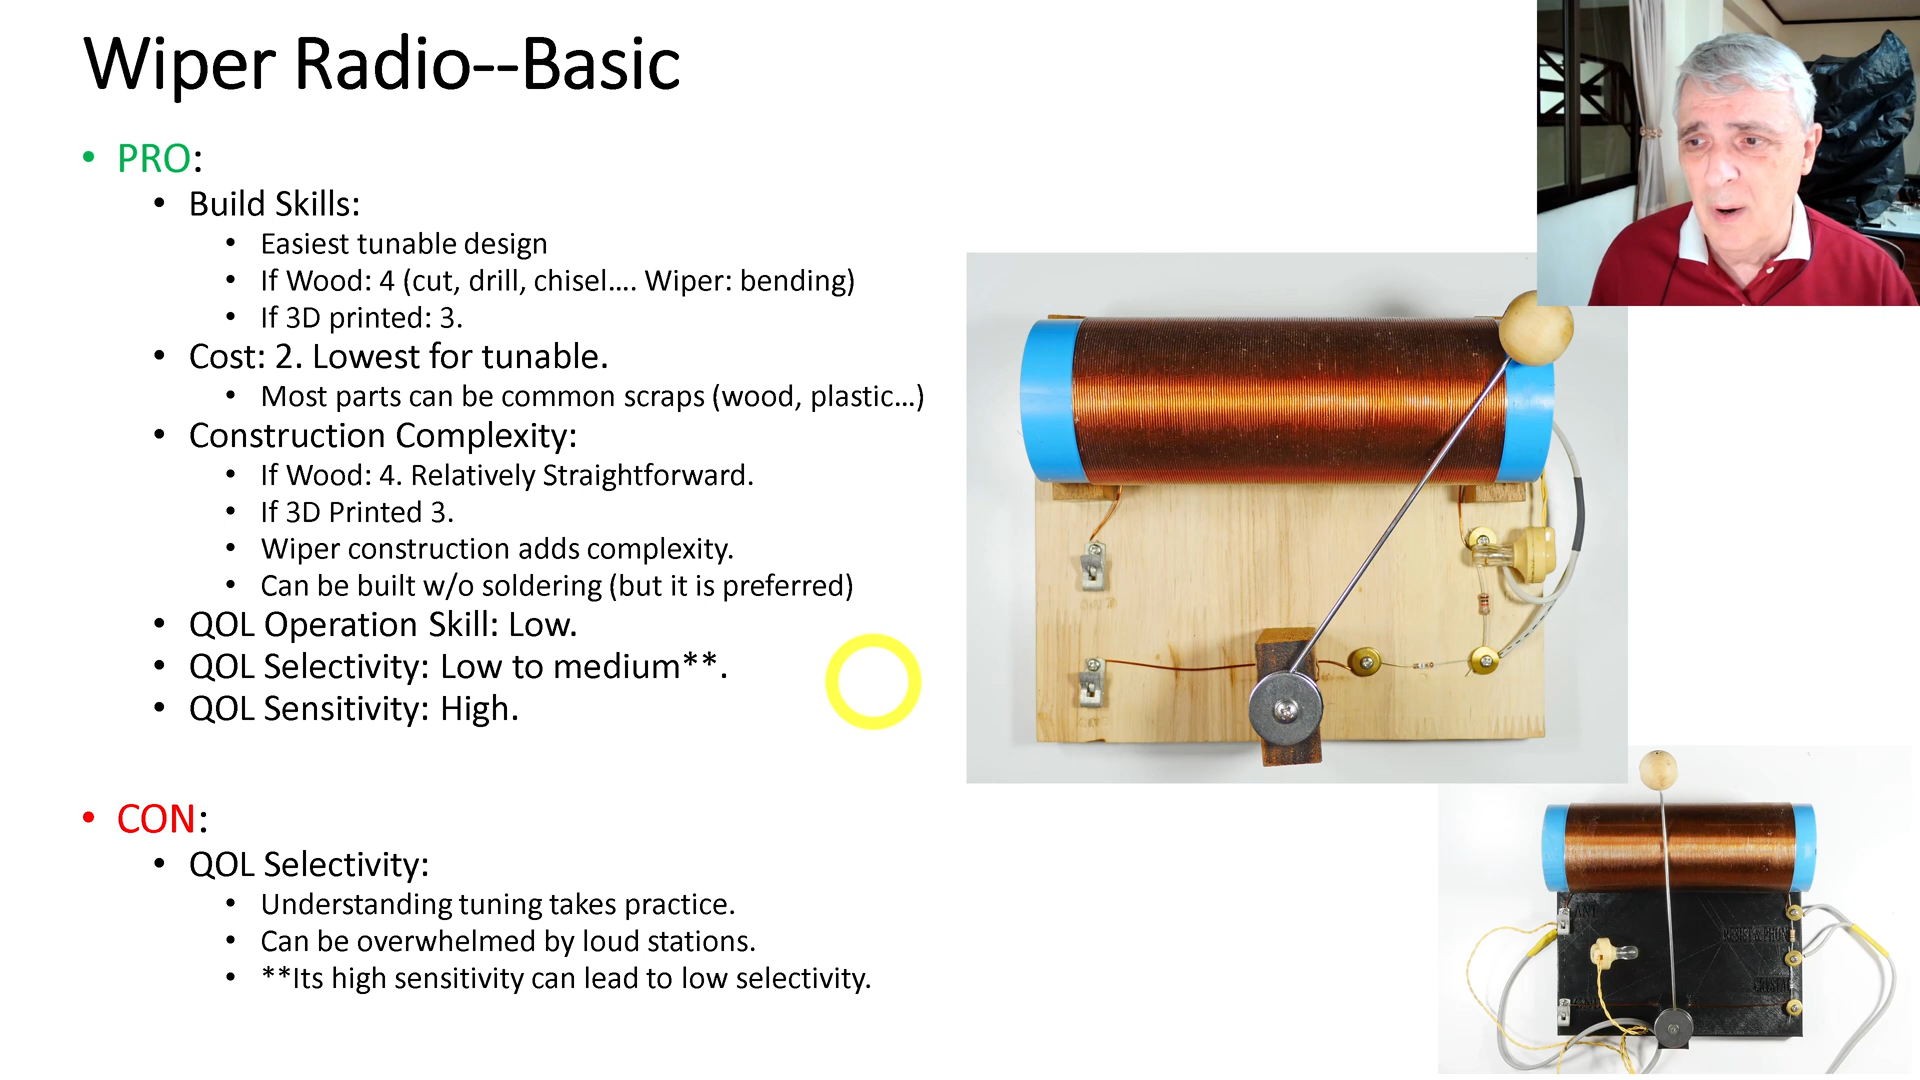 Wiper Radio--Basic
• PRO:
• Build Skills:
• Easiest tunable design
• If Wood: 4 (cut, drill, chisel…. Wiper: bending)
• If 3D printed: 3.
• Cost: 2. Lowest for tunable.
• Most parts can be common scraps (wood, plastic…)
• Construction Complexity:
• If Wood: 4. Relatively Straightforward.
• If 3D Printed 3.
• Wiper construction adds complexity.
• Can be built w/o soldering (but it is preferred)
• QOL Operation Skill: Low.
• QOL Selectivity: Low to medium**.
• QOL Sensitivity: High.
• CON:
• QOL Selectivity:
• Understanding tuning takes practice.
• Can be overwhelmed by loud stations.
• **Its high sensitivity can lead to low selectivity.
ANT